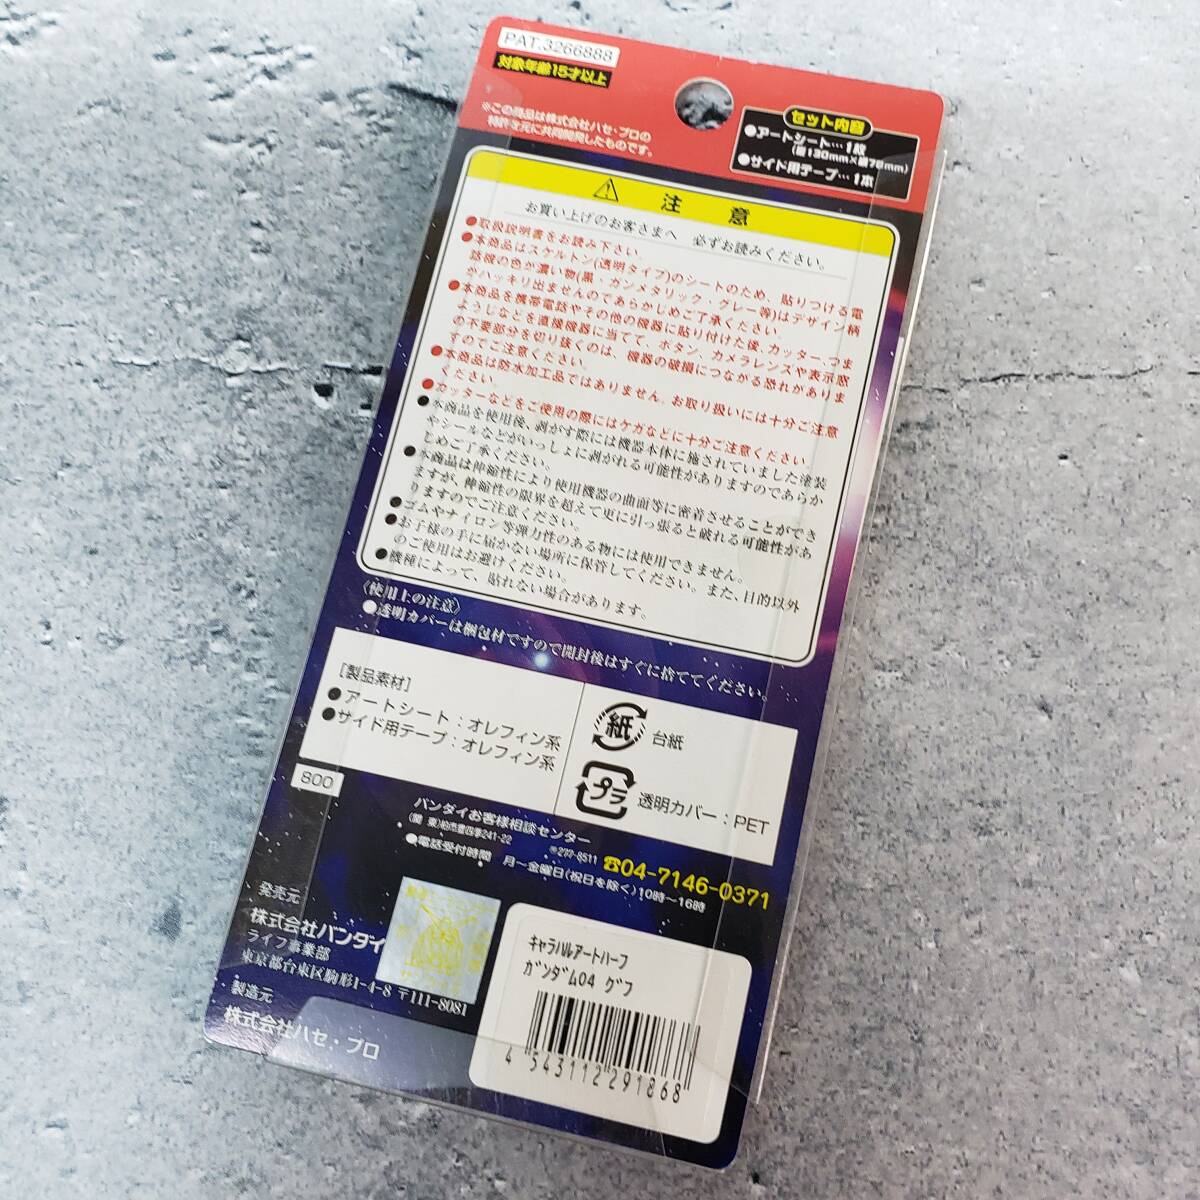 PAT.3266888
対象年齢15才以上
※この商品は株式会社ハセ・プロの
特許を元に共同開発したものです。
セット内容
●アートシート…1枚
(縦130mm×横78mm)
●サイド用テープ…1本
注意
お買い上げのお客さまへ 必ずお読みください。
●取扱説明書をお読み下さい。
●本商品はスケルトン(透明タイプ)のシートのため、貼りつける電
話機の色が濃い物(黒・ガンメタリック・グレー等)はデザイン柄
がハッキリ出ませんのであらかじめご了承ください。
●本商品を携帯電話やその他の機器に貼り付けた後、カッター、つま
ようじなどを直接機器に当てて、ボタン、カメラレンズや表示窓
の不要部分を切り抜くのは、機器の破損につながる恐れがありま
すのでご注意ください。
●本商品は防水加工品ではありません。お取り扱いには十分ご注意
ください。
●カッターなどをご使用の際にはケガなどに十分ご注意ください。
●本商品を使用後、剥がす際には機器本体に施されていました塗装
やシールなどがいっしょに剥がれる可能性がありますのであらか
じめご了承ください。
●本商品は伸縮性により使用機器の曲面等に密着させることができ
ますが、伸縮性の限界を超えて更に引っ張ると破れる可能性があ
りますのでご注意ください。
●ゴムやナイロン等弾力性のある物には使用できません。
●お子様の手に届かない場所に保管してください。また、目的以外
のご使用はお避けください。
●機種によって、貼れない場合があります。
〈使用上の注意〉
●透明カバーは梱包材ですので開封後はすぐに捨ててください。
[製品素材]
●アートシート：オレフィン系
●サイド用テープ：オレフィン系
紙 台紙
プラ 透明カバー：PET
800
バンダイお客様相談センター
(関 東)柏市豊四季241-22 〒277-8511 ☎04-7146-0371
●電話受付時間 月～金曜日(祝日を除く)10時～16時
発売元
株式会社バンダイ
ライフ事業部
東京都台東区駒形1-4-8 〒111-8081
製造元
株式会社ハセ・プロ
ｷｬﾗﾊﾙｱｰﾄﾊｰﾌ
ｶﾞﾝﾀﾞﾑ04 ｸﾞﾌ
4 543112 291868